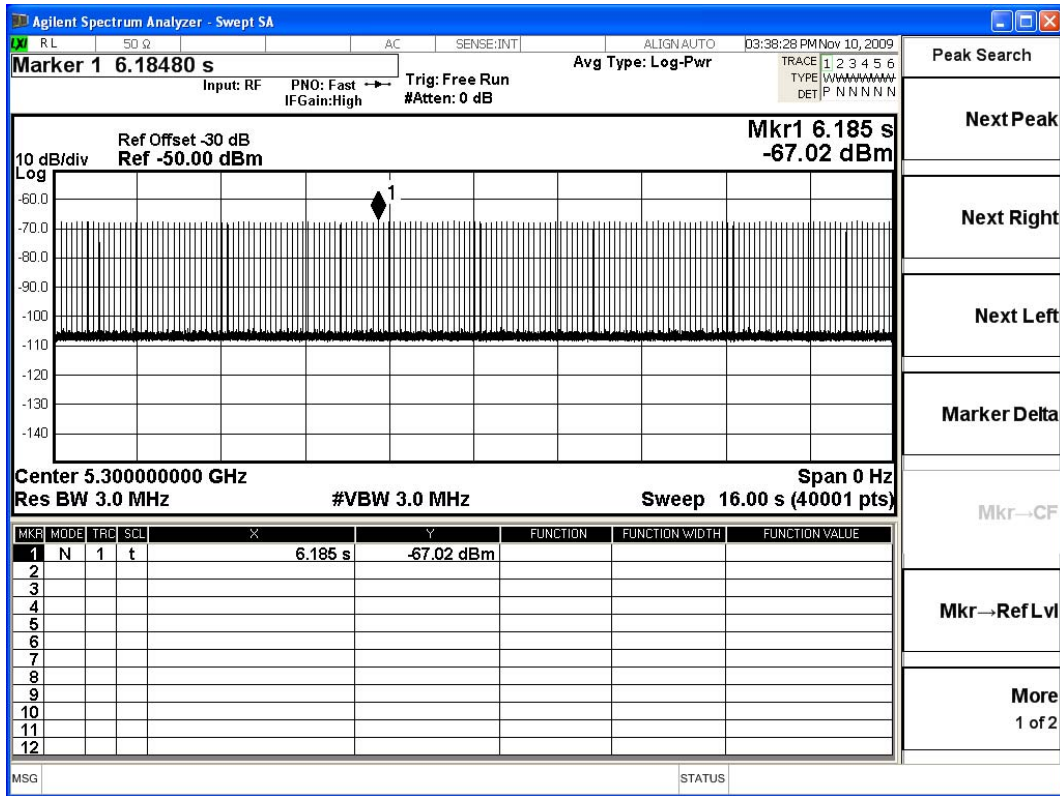 Agilent Spectrum Analyzer - Swept SA
LXI RL 50 Ω AC SENSE:INT ALIGNAUTO 03:38:28 PM Nov 10, 2009
Marker 1 6.18480 s
Input: RF PNO: Fast Trig: Free Run Avg Type: Log-Pwr TRACE 1 2 3 4 5 6
IFGain:High #Atten: 0 dB TYPE WWWWWW
DET P N N N N N
Peak Search
Next Peak
Next Right
Next Left
Marker Delta
Mkr→CF
Mkr→Ref Lvl
More
1 of 2
Mkr1 6.185 s
-67.02 dBm
Ref Offset -30 dB
10 dB/div Ref -50.00 dBm
Log
1
-60.0
-70.0
-80.0
-90.0
-100
-110
-120
-130
-140
Center 5.300000000 GHz Span 0 Hz
Res BW 3.0 MHz #VBW 3.0 MHz Sweep 16.00 s (40001 pts)
MKR MODE TRC SCL X Y FUNCTION FUNCTION WIDTH FUNCTION VALUE
1 N 1 t 6.185 s -67.02 dBm
2
3
4
5
6
7
8
9
10
11
12
MSG STATUS